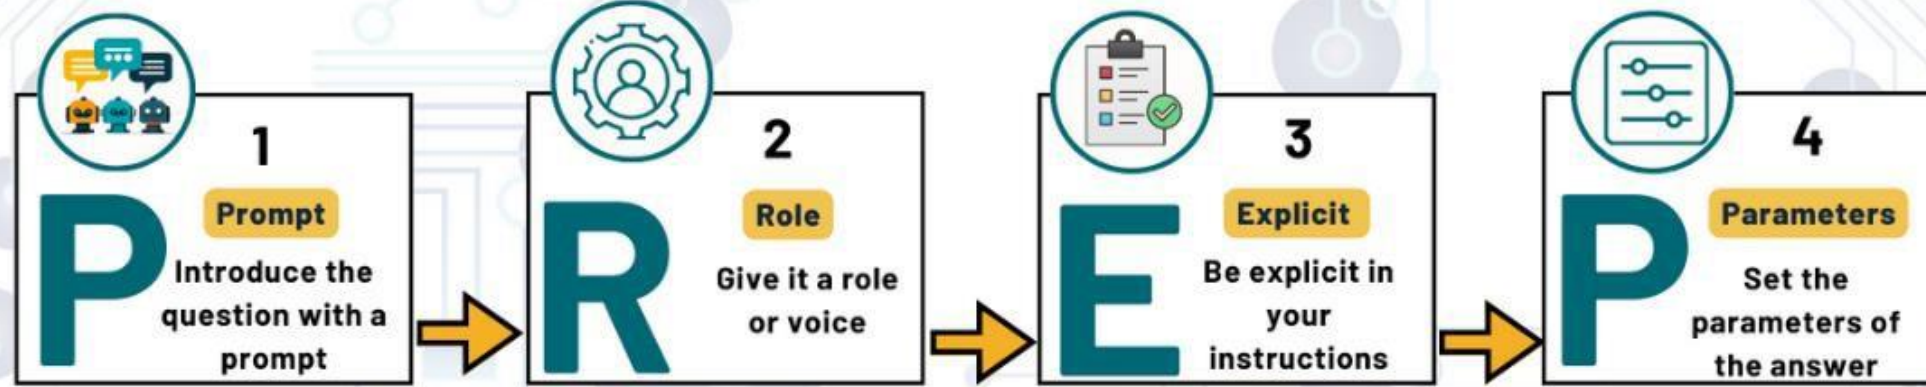 1
P
Prompt
Introduce the
question with a
prompt
2
R
Role
Give it a role
or voice
3
E
Explicit
Be explicit in
your
instructions
4
P
Parameters
Set the
parameters of
the answer